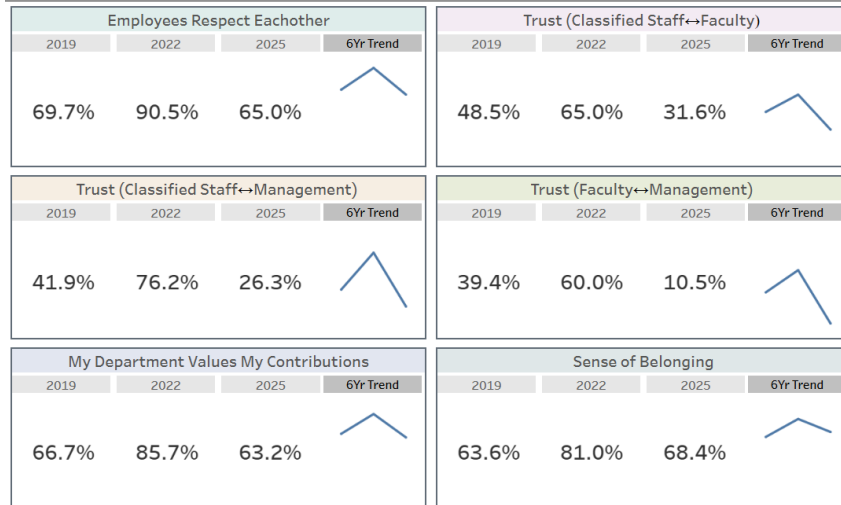 Employees Respect Eachother
2019 2022 2025 6Yr Trend
69.7% 90.5% 65.0%
Trust (Classified Staff↔Faculty)
2019 2022 2025 6Yr Trend
48.5% 65.0% 31.6%
Trust (Classified Staff↔Management)
2019 2022 2025 6Yr Trend
41.9% 76.2% 26.3%
Trust (Faculty↔Management)
2019 2022 2025 6Yr Trend
39.4% 60.0% 10.5%
My Department Values My Contributions
2019 2022 2025 6Yr Trend
66.7% 85.7% 63.2%
Sense of Belonging
2019 2022 2025 6Yr Trend
63.6% 81.0% 68.4%